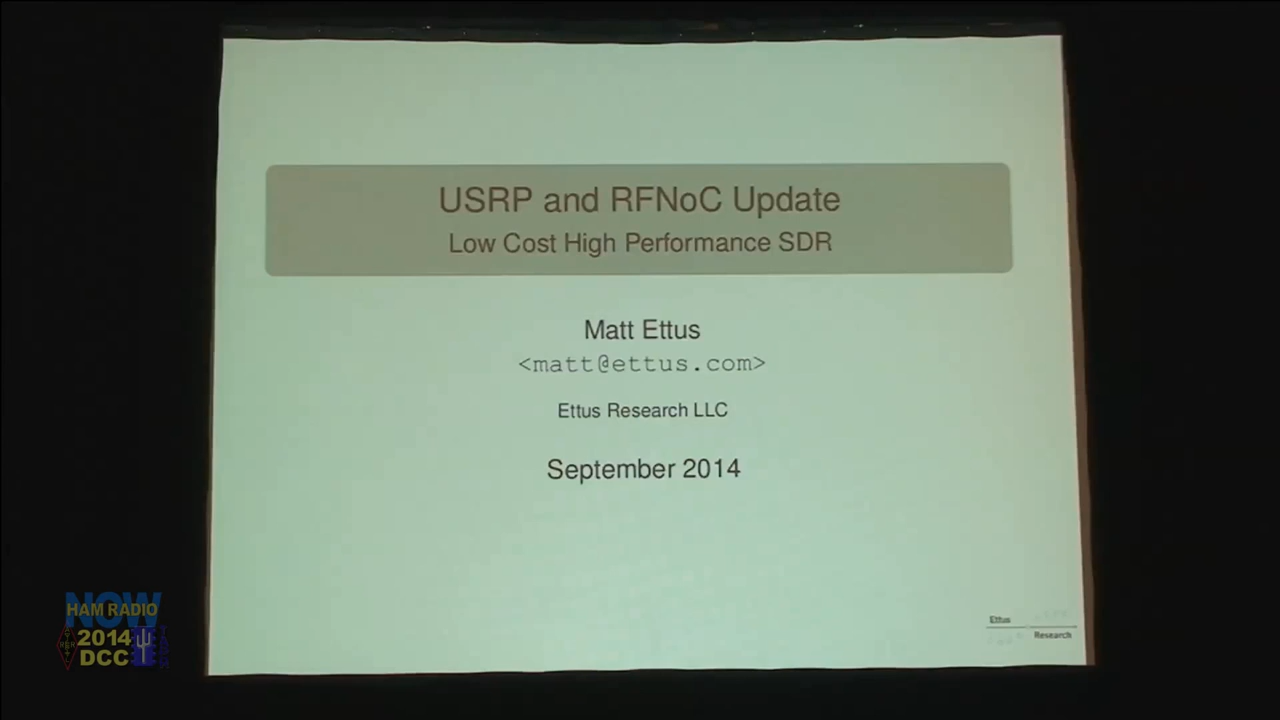 USRP and RFNoC Update
Low Cost High Performance SDR
Matt Ettus
<matt@ettus.com>
Ettus Research LLC
September 2014
Ettus
Research
NOW
HAM RADIO
2014
DCC